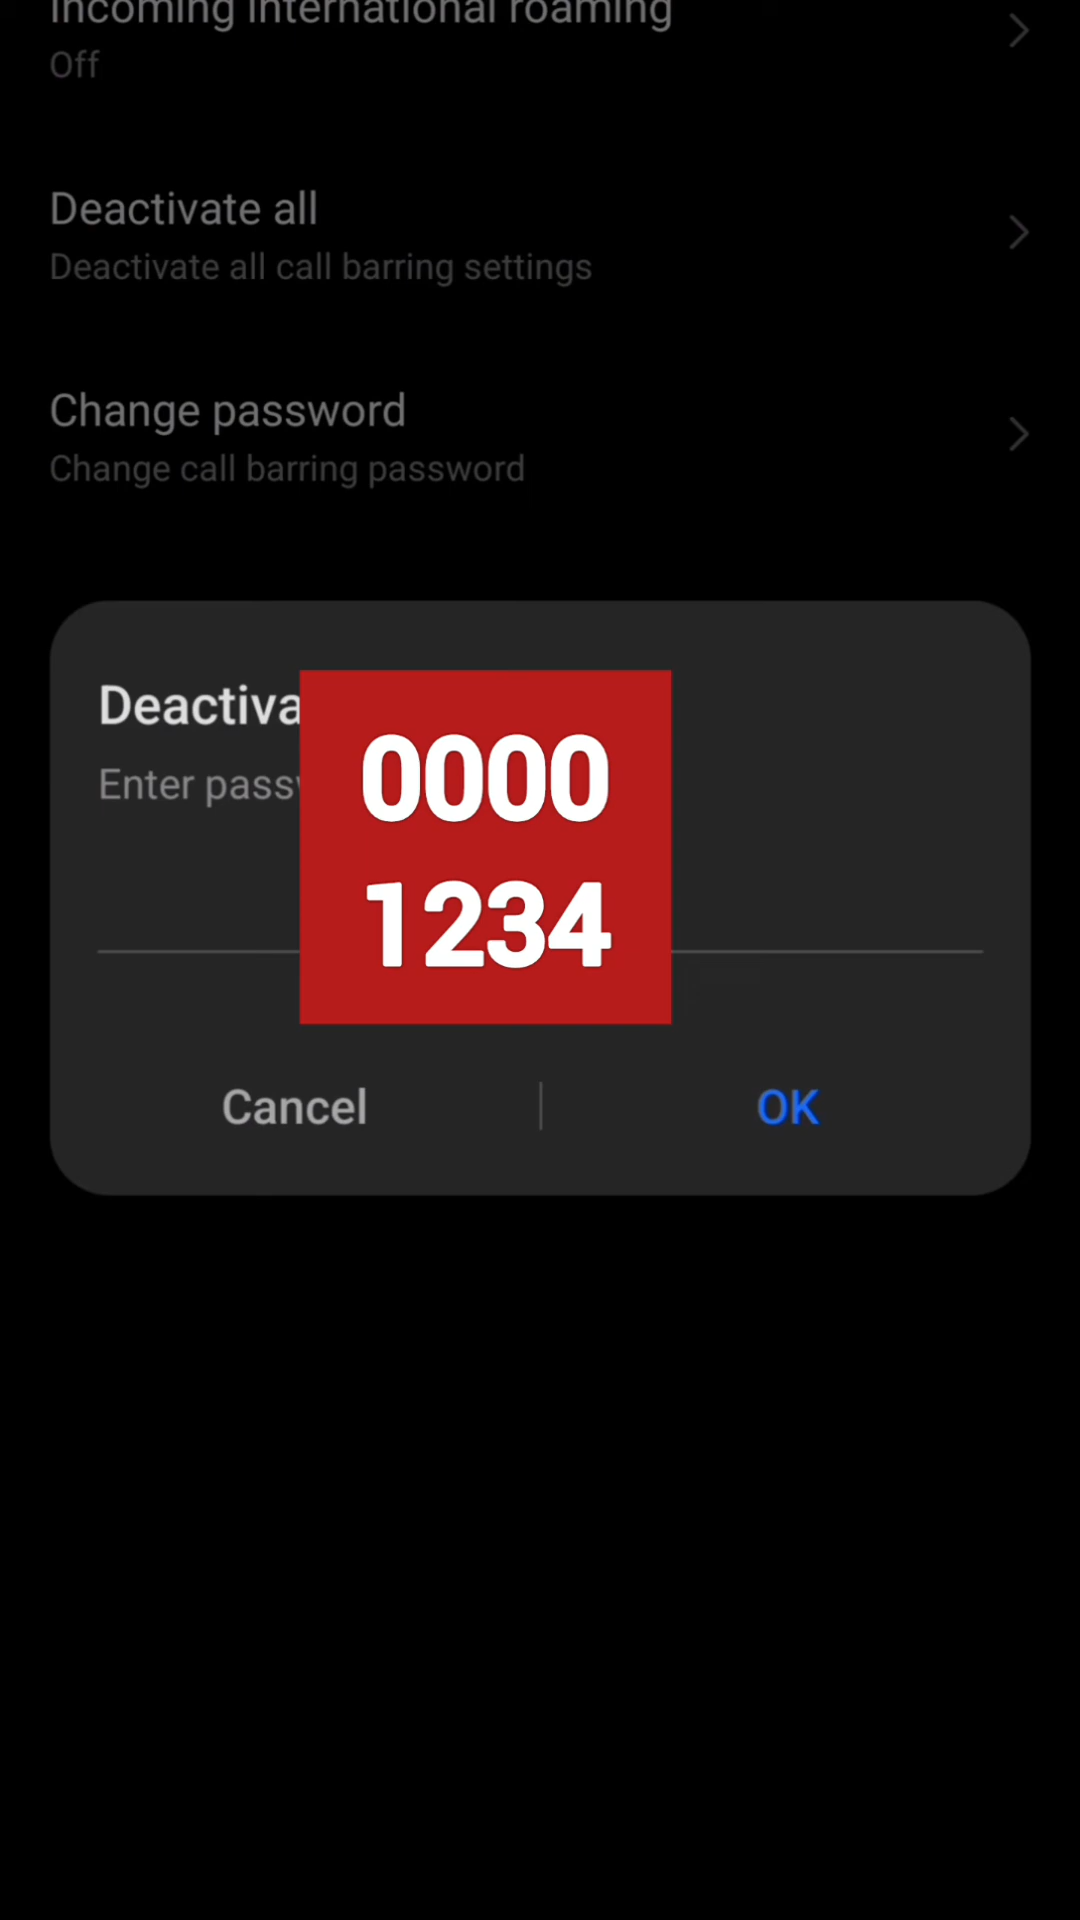 Incoming international roaming
Off
Deactivate all
Deactivate all call barring settings
Change password
Change call barring password
Deactiva
Enter passw
0000
1234
Cancel
OK